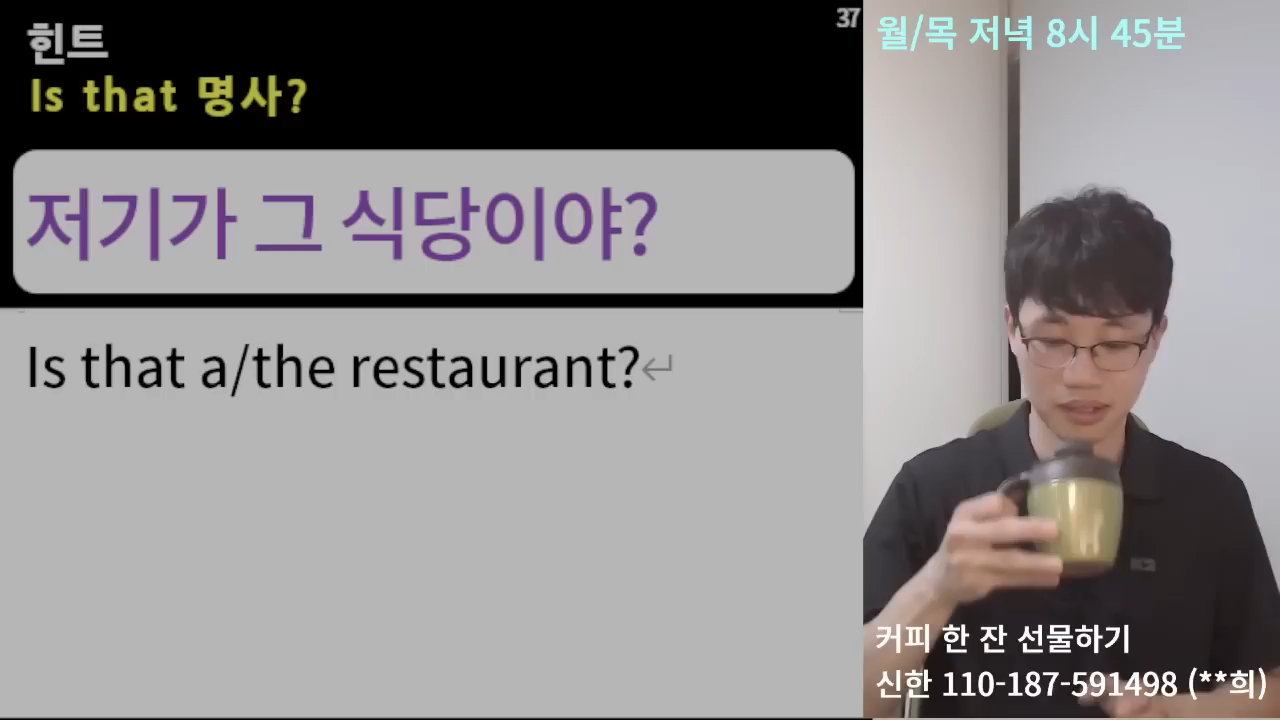 힌트
Is that 명사?
37
저기가 그 식당이야?
Is that a/the restaurant?↵
월/목 저녁 8시 45분
커피 한 잔 선물하기
신한 110-187-591498 (**희)